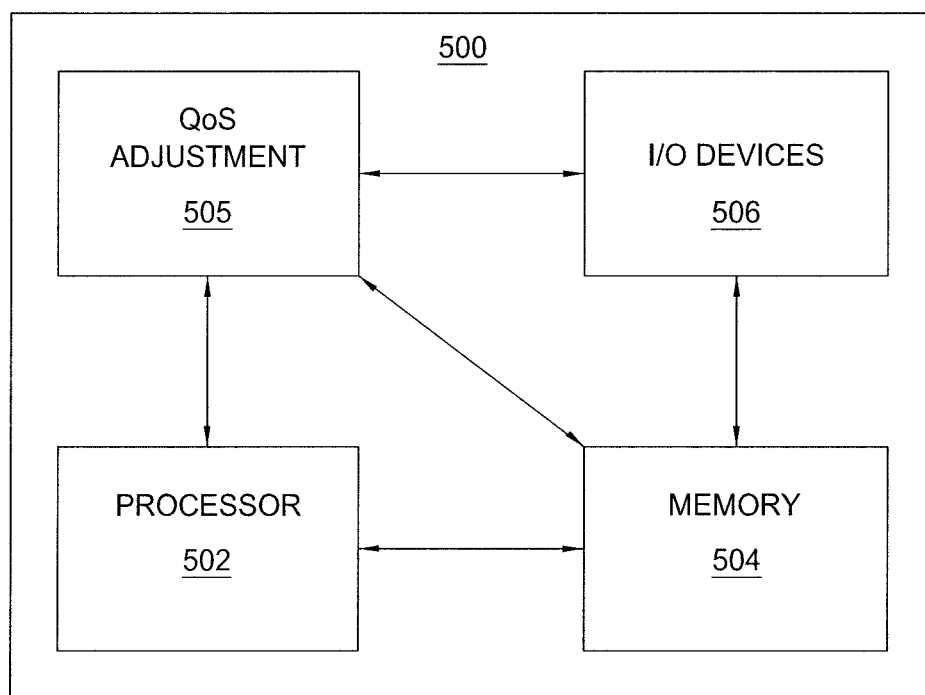 500
QoS
ADJUSTMENT
505
I/O DEVICES
506
PROCESSOR
502
MEMORY
504